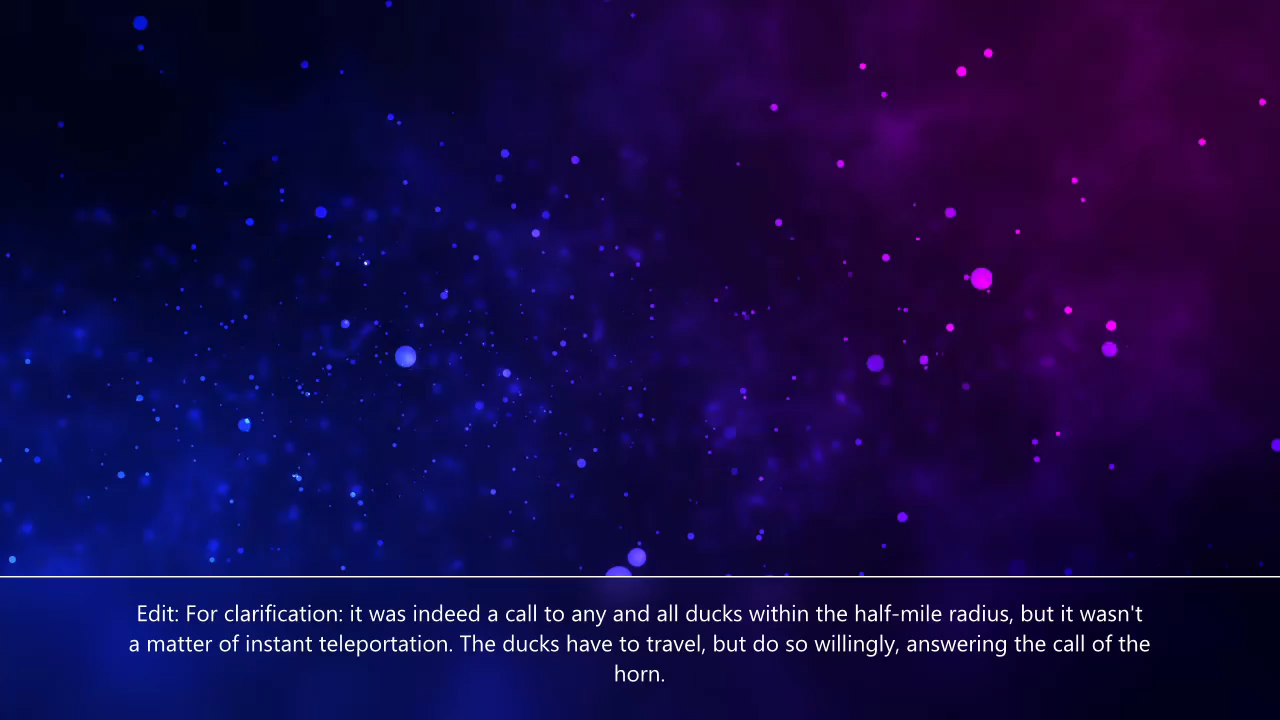 Edit: For clarification: it was indeed a call to any and all ducks within the half-mile radius, but it wasn't
a matter of instant teleportation. The ducks have to travel, but do so willingly, answering the call of the
horn.